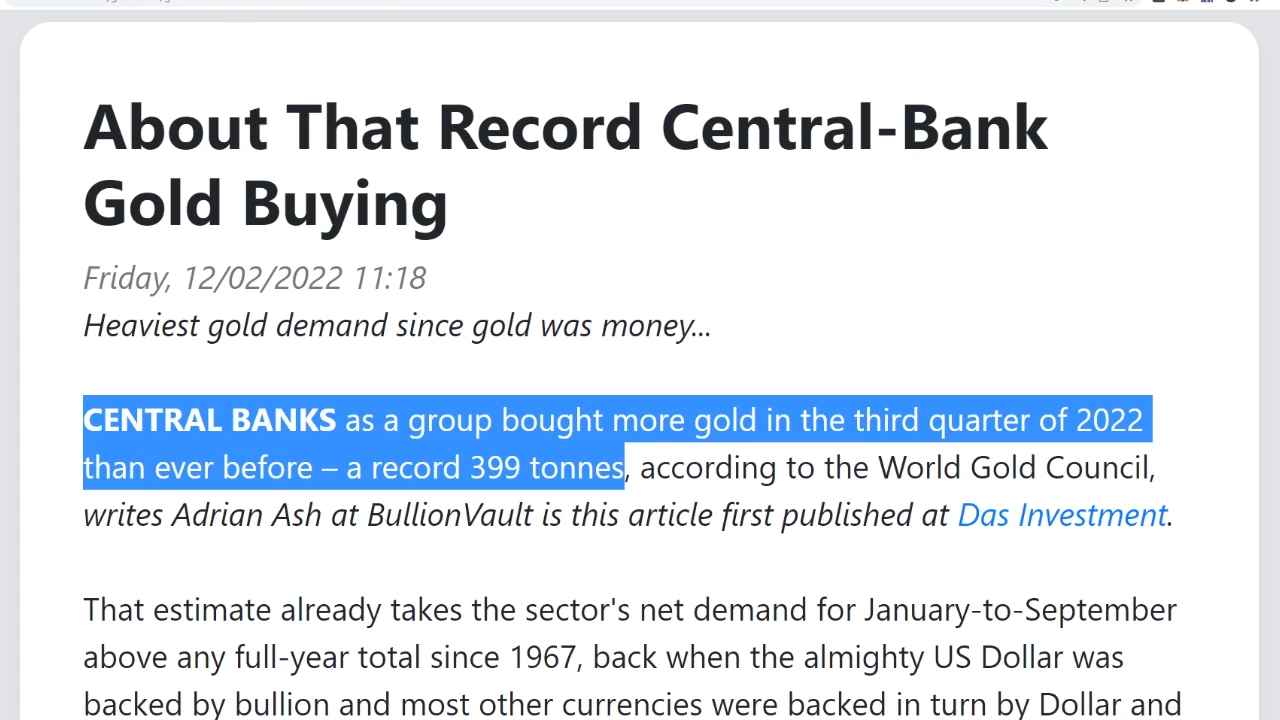 About That Record Central-Bank
Gold Buying
Friday, 12/02/2022 11:18
Heaviest gold demand since gold was money...
CENTRAL BANKS as a group bought more gold in the third quarter of 2022
than ever before – a record 399 tonnes, according to the World Gold Council,
writes Adrian Ash at BullionVault is this article first published at Das Investment.
That estimate already takes the sector's net demand for January-to-September
above any full-year total since 1967, back when the almighty US Dollar was
backed by bullion and most other currencies were backed in turn by Dollar and